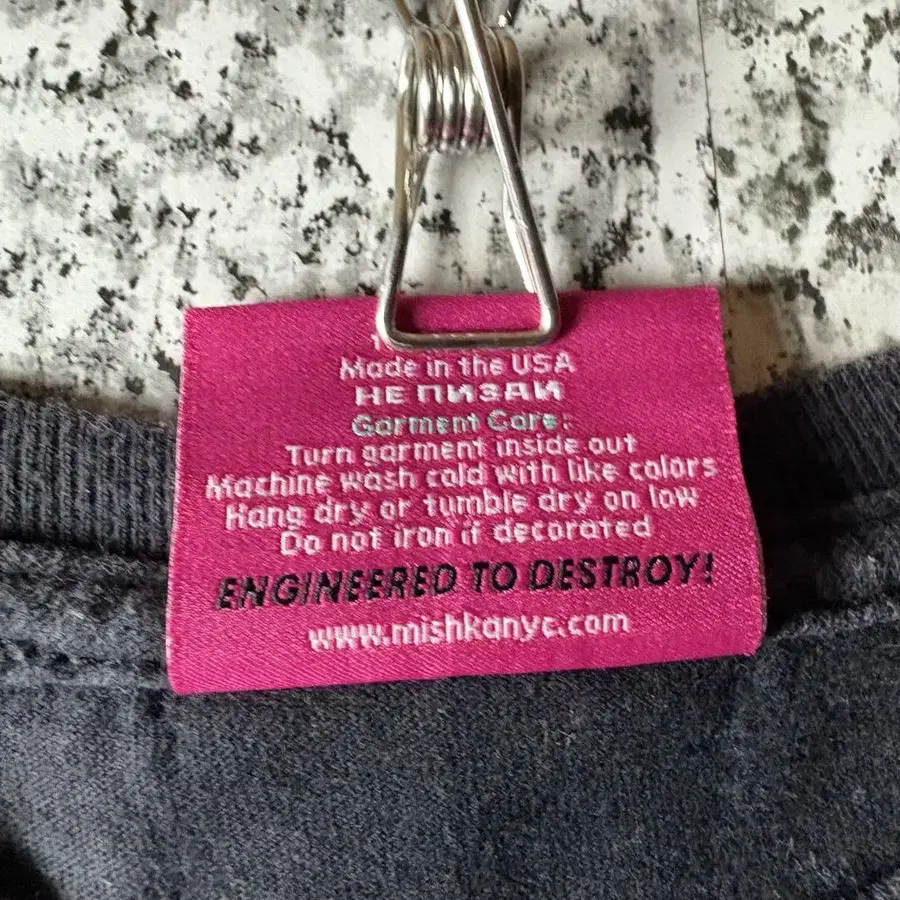 Made in the USA
НЕ ПИЗДИ
Garment Care:
Turn garment inside out
Machine wash cold with like colors
Hang dry or tumble dry on low
Do not iron if decorated
ENGINEERED TO DESTROY!
www.mishkanyc.com